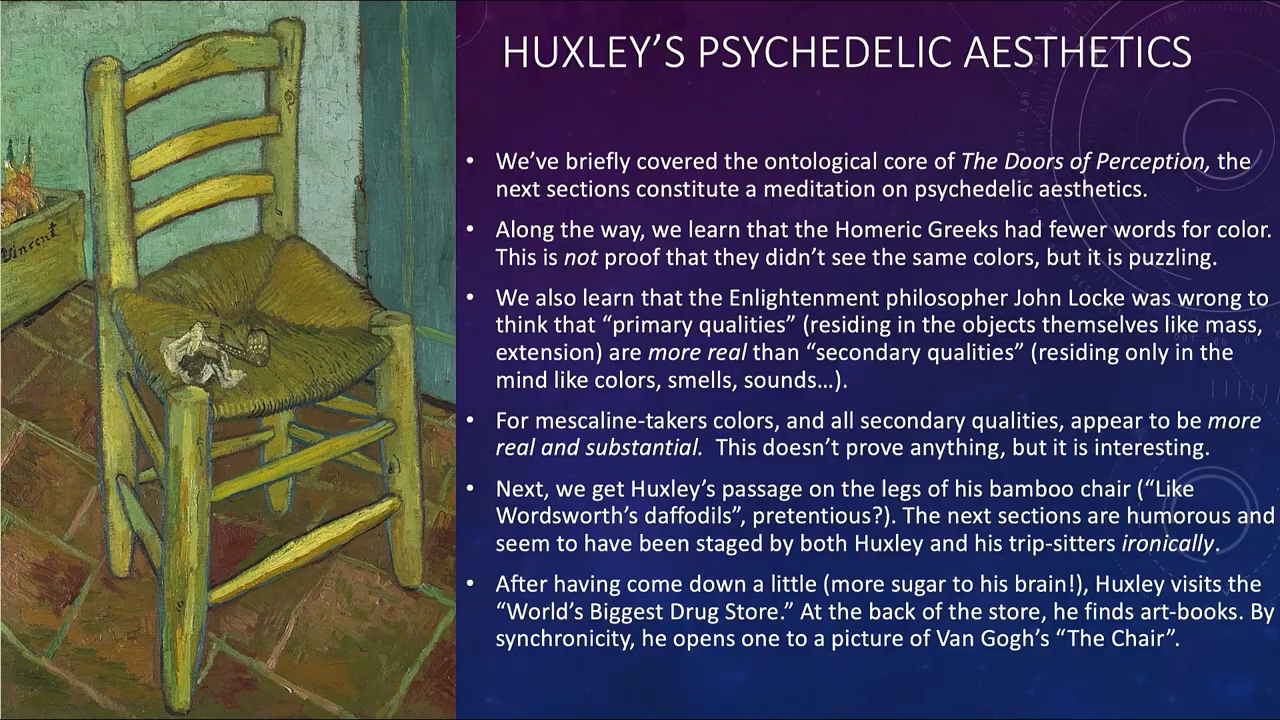 HUXLEY’S PSYCHEDELIC AESTHETICS
• We’ve briefly covered the ontological core of The Doors of Perception, the
next sections constitute a meditation on psychedelic aesthetics.
• Along the way, we learn that the Homeric Greeks had fewer words for color.
This is not proof that they didn’t see the same colors, but it is puzzling.
• We also learn that the Enlightenment philosopher John Locke was wrong to
think that “primary qualities” (residing in the objects themselves like mass,
extension) are more real than “secondary qualities” (residing only in the
mind like colors, smells, sounds…).
• For mescaline-takers colors, and all secondary qualities, appear to be more
real and substantial.  This doesn’t prove anything, but it is interesting.
• Next, we get Huxley’s passage on the legs of his bamboo chair (“Like
Wordsworth’s daffodils”, pretentious?). The next sections are humorous and
seem to have been staged by both Huxley and his trip-sitters ironically.
• After having come down a little (more sugar to his brain!), Huxley visits the
“World’s Biggest Drug Store.” At the back of the store, he finds art-books. By
synchronicity, he opens one to a picture of Van Gogh’s “The Chair”.
Vincent